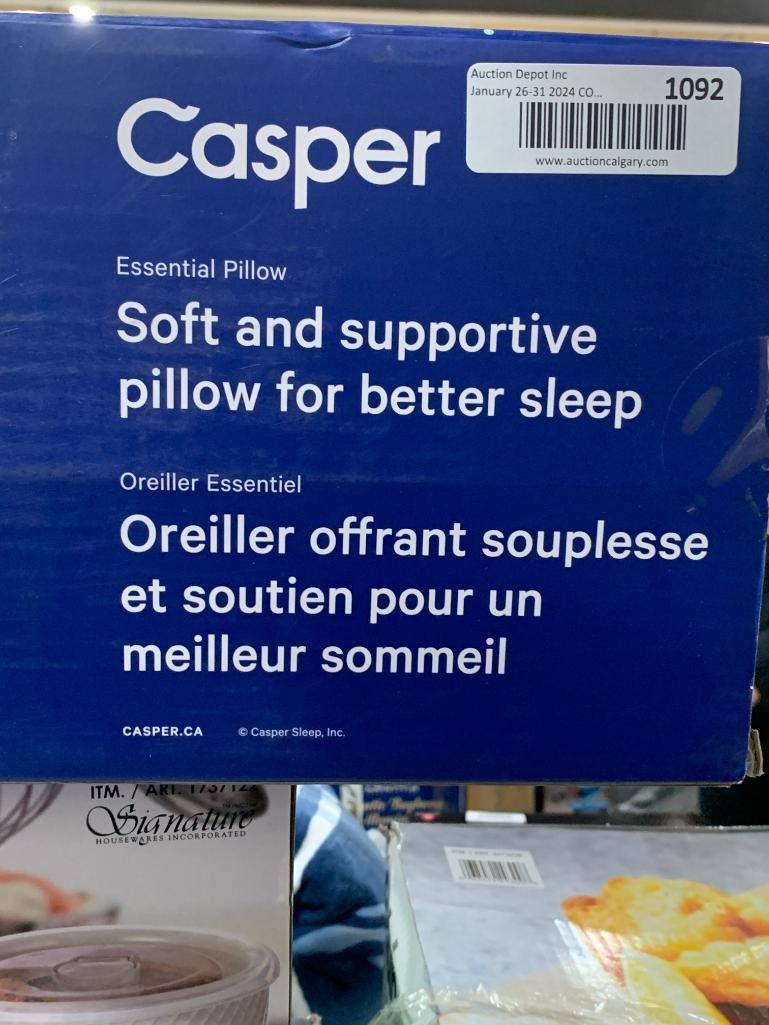 Casper
Auction Depot Inc
January 26-31 2024 CO...
1092
www.auctioncalgary.com
Essential Pillow
Soft and supportive
pillow for better sleep
Oreiller Essentiel
Oreiller offrant souplesse
et soutien pour un
meilleur sommeil
CASPER.CA
© Casper Sleep, Inc.
ITM. / ART. 1737122
Signature
HOUSEWARES INCORPORATED